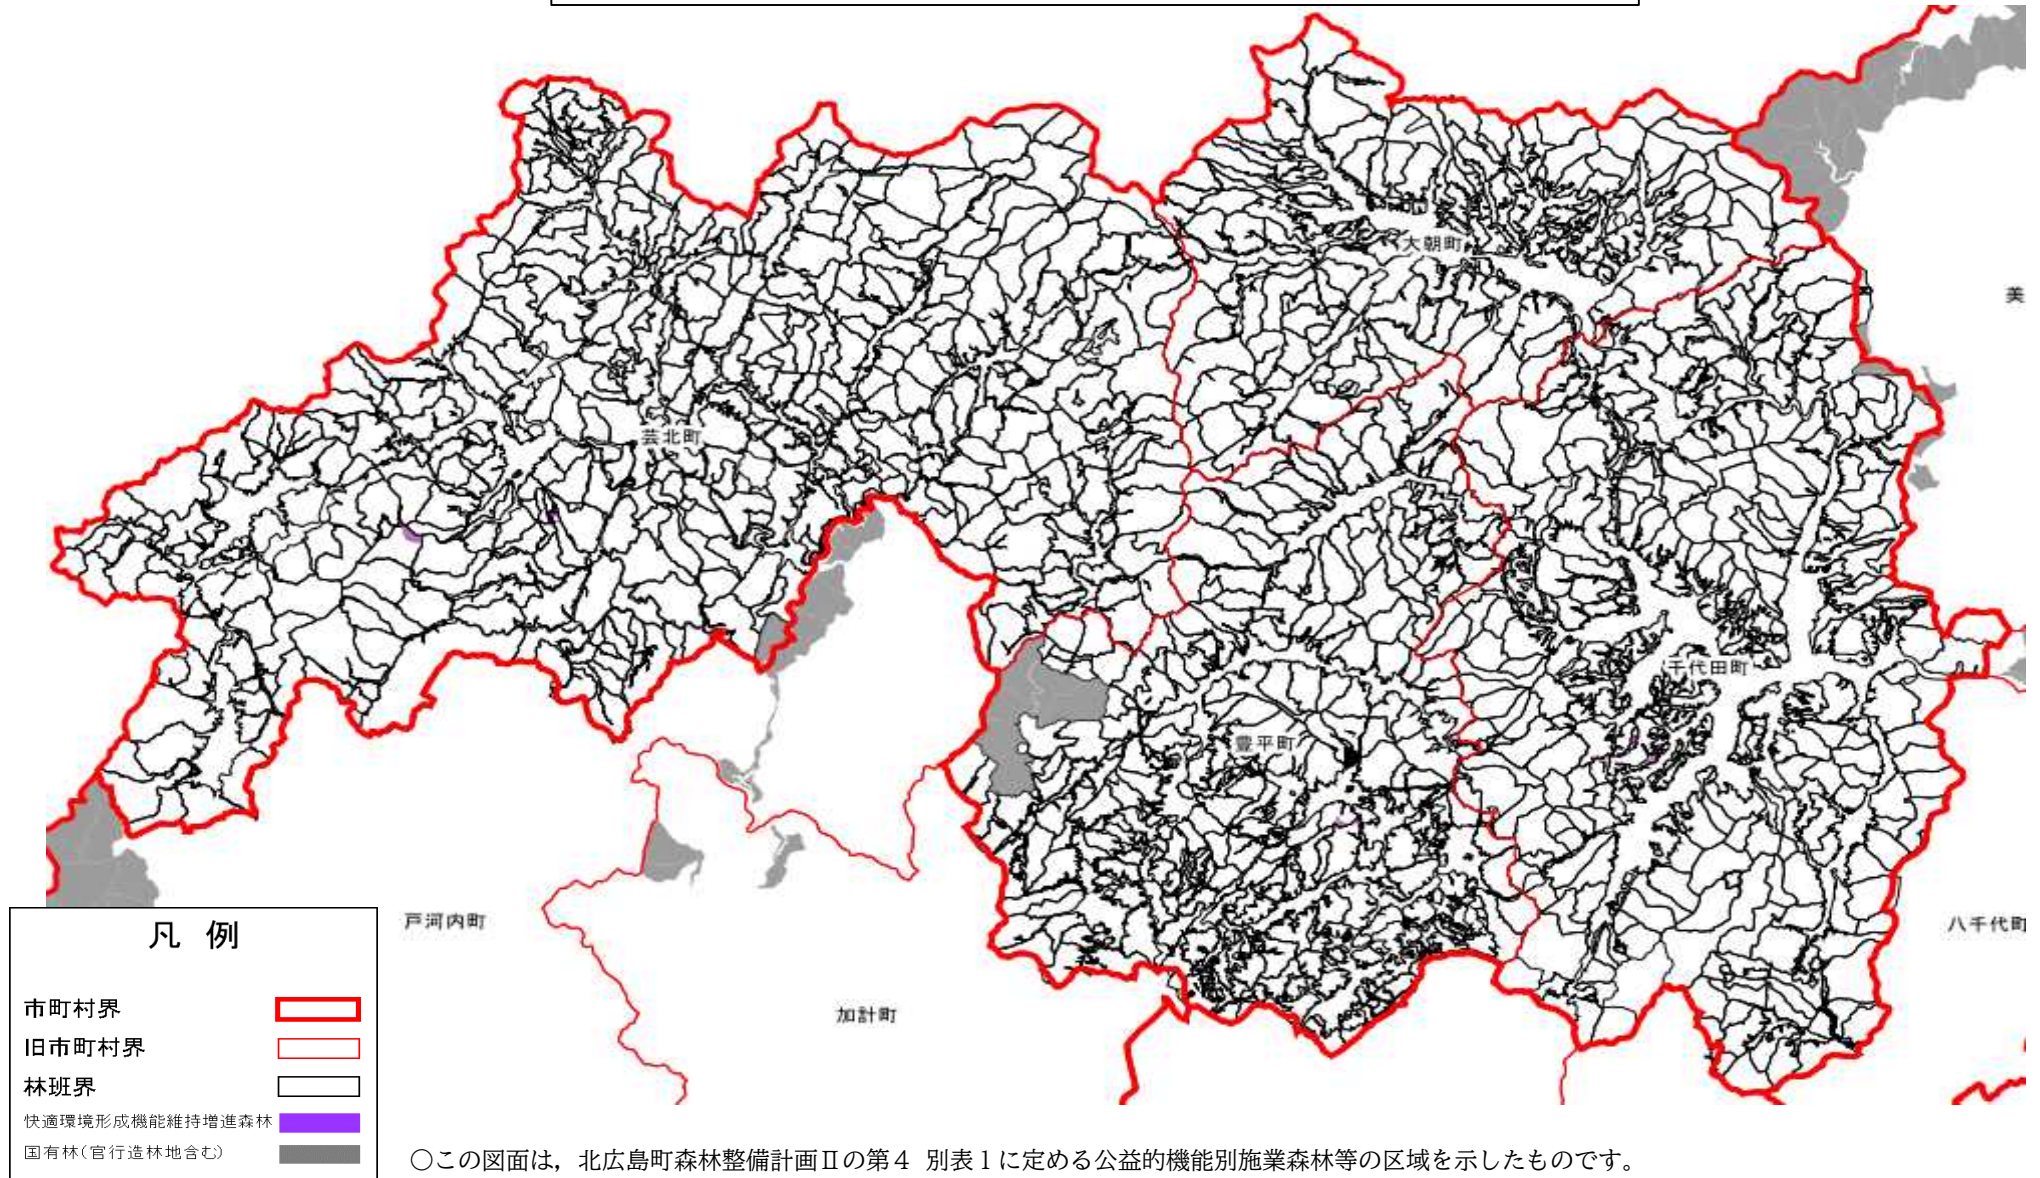 大朝町
美
芸北町
千代田町
豊平町
戸河内町
八千代町
加計町
凡 例
市町村界
旧市町村界
林班界
快適環境形成機能維持増進森林
国有林(官行造林地含む)
○この図面は，北広島町森林整備計画Ⅱの第４ 別表１に定める公益的機能別施業森林等の区域を示したものです。